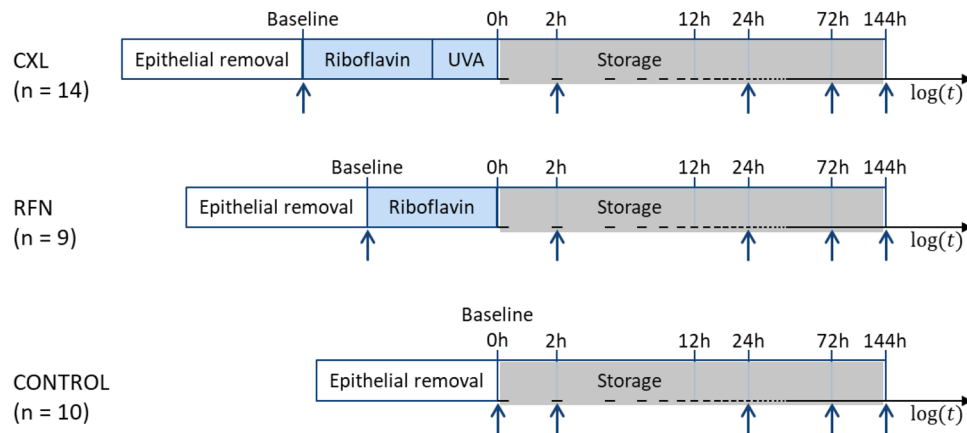 Baseline 0h 2h 12h 24h 72h 144h
CXL
(n = 14)
Epithelial removal Riboflavin UVA Storage
log(t)
Baseline 0h 2h 12h 24h 72h 144h
RFN
(n = 9)
Epithelial removal Riboflavin Storage
log(t)
Baseline
0h 2h 12h 24h 72h 144h
CONTROL
(n = 10)
Epithelial removal Storage
log(t)